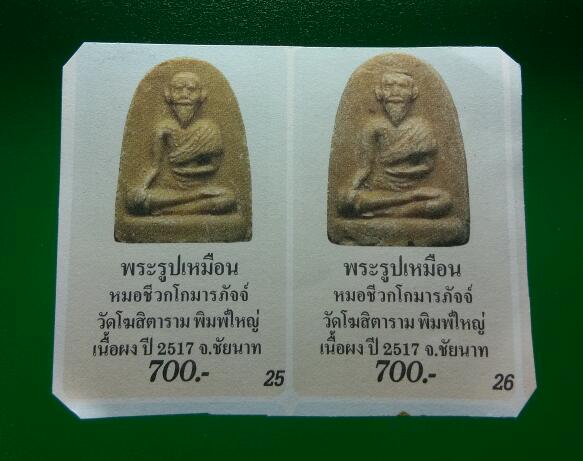 พระรูปเหมือน
หมอชีวกโกมารภัจจ์
วัดโฆสิตาราม พิมพ์ใหญ่
เนื้อผง ปี 2517 จ.ชัยนาท
700.-
25
พระรูปเหมือน
หมอชีวกโกมารภัจจ์
วัดโฆสิตาราม พิมพ์ใหญ่
เนื้อผง ปี 2517 จ.ชัยนาท
700.-
26